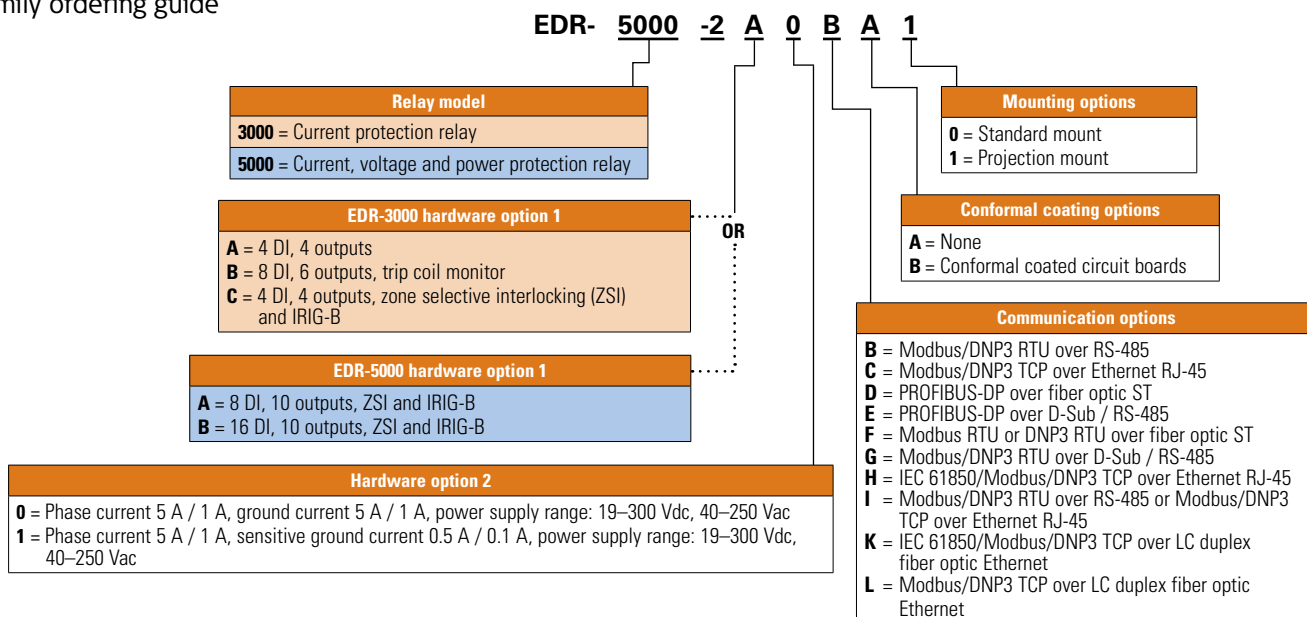 ordering guide
EDR- 5000 -2 A 0 B A 1
Relay model
3000 = Current protection relay
5000 = Current, voltage and power protection relay
Mounting options
0 = Standard mount
1 = Projection mount
EDR-3000 hardware option 1
A = 4 DI, 4 outputs
B = 8 DI, 6 outputs, trip coil monitor
C = 4 DI, 4 outputs, zone selective interlocking (ZSI)
and IRIG-B
OR
Conformal coating options
A = None
B = Conformal coated circuit boards
EDR-5000 hardware option 1
A = 8 DI, 10 outputs, ZSI and IRIG-B
B = 16 DI, 10 outputs, ZSI and IRIG-B
Communication options
B = Modbus/DNP3 RTU over RS-485
C = Modbus/DNP3 TCP over Ethernet RJ-45
D = PROFIBUS-DP over fiber optic ST
E = PROFIBUS-DP over D-Sub / RS-485
F = Modbus RTU or DNP3 RTU over fiber optic ST
G = Modbus/DNP3 RTU over D-Sub / RS-485
H = IEC 61850/Modbus/DNP3 TCP over Ethernet RJ-45
I = Modbus/DNP3 RTU over RS-485 or Modbus/DNP3
TCP over Ethernet RJ-45
K = IEC 61850/Modbus/DNP3 TCP over LC duplex
fiber optic Ethernet
L = Modbus/DNP3 TCP over LC duplex fiber optic
Ethernet
Hardware option 2
0 = Phase current 5 A / 1 A, ground current 5 A / 1 A, power supply range: 19–300 Vdc, 40–250 Vac
1 = Phase current 5 A / 1 A, sensitive ground current 0.5 A / 0.1 A, power supply range: 19–300 Vdc,
40–250 Vac